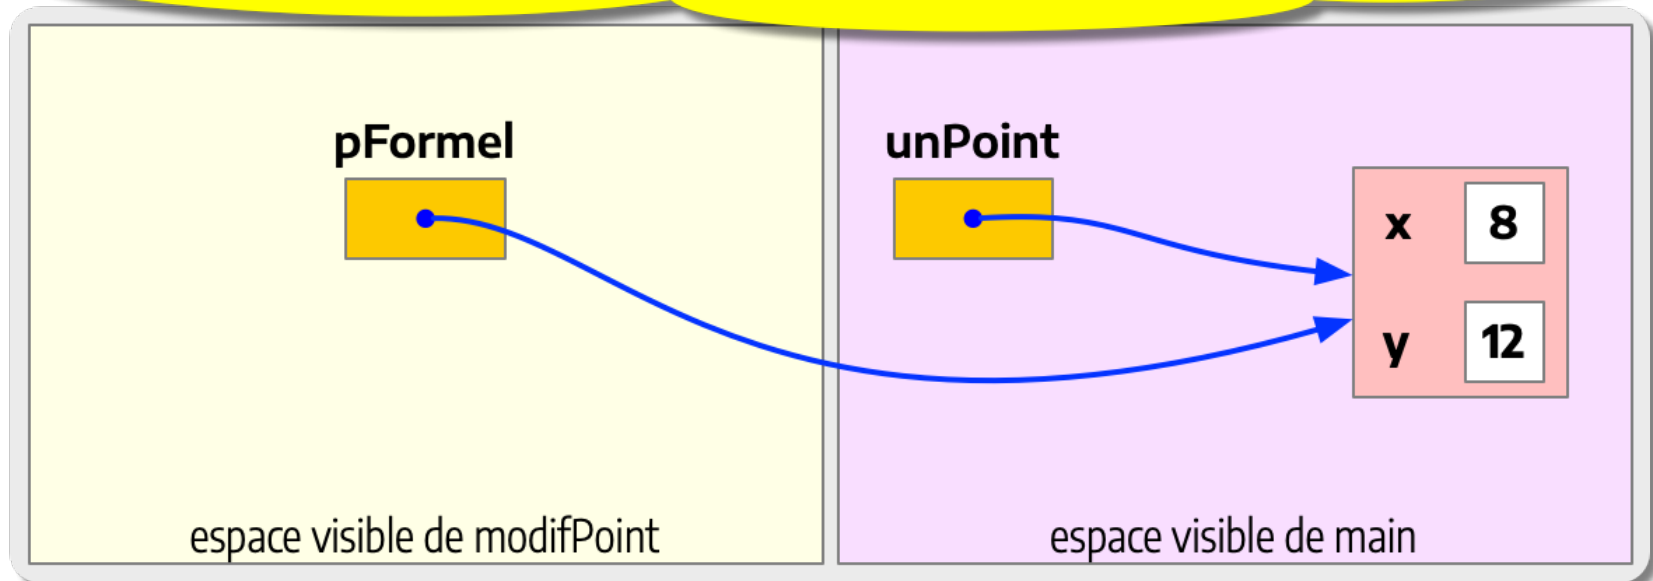 pFormel
unPoint
x 8
y 12
espace visible de modifPoint
espace visible de main